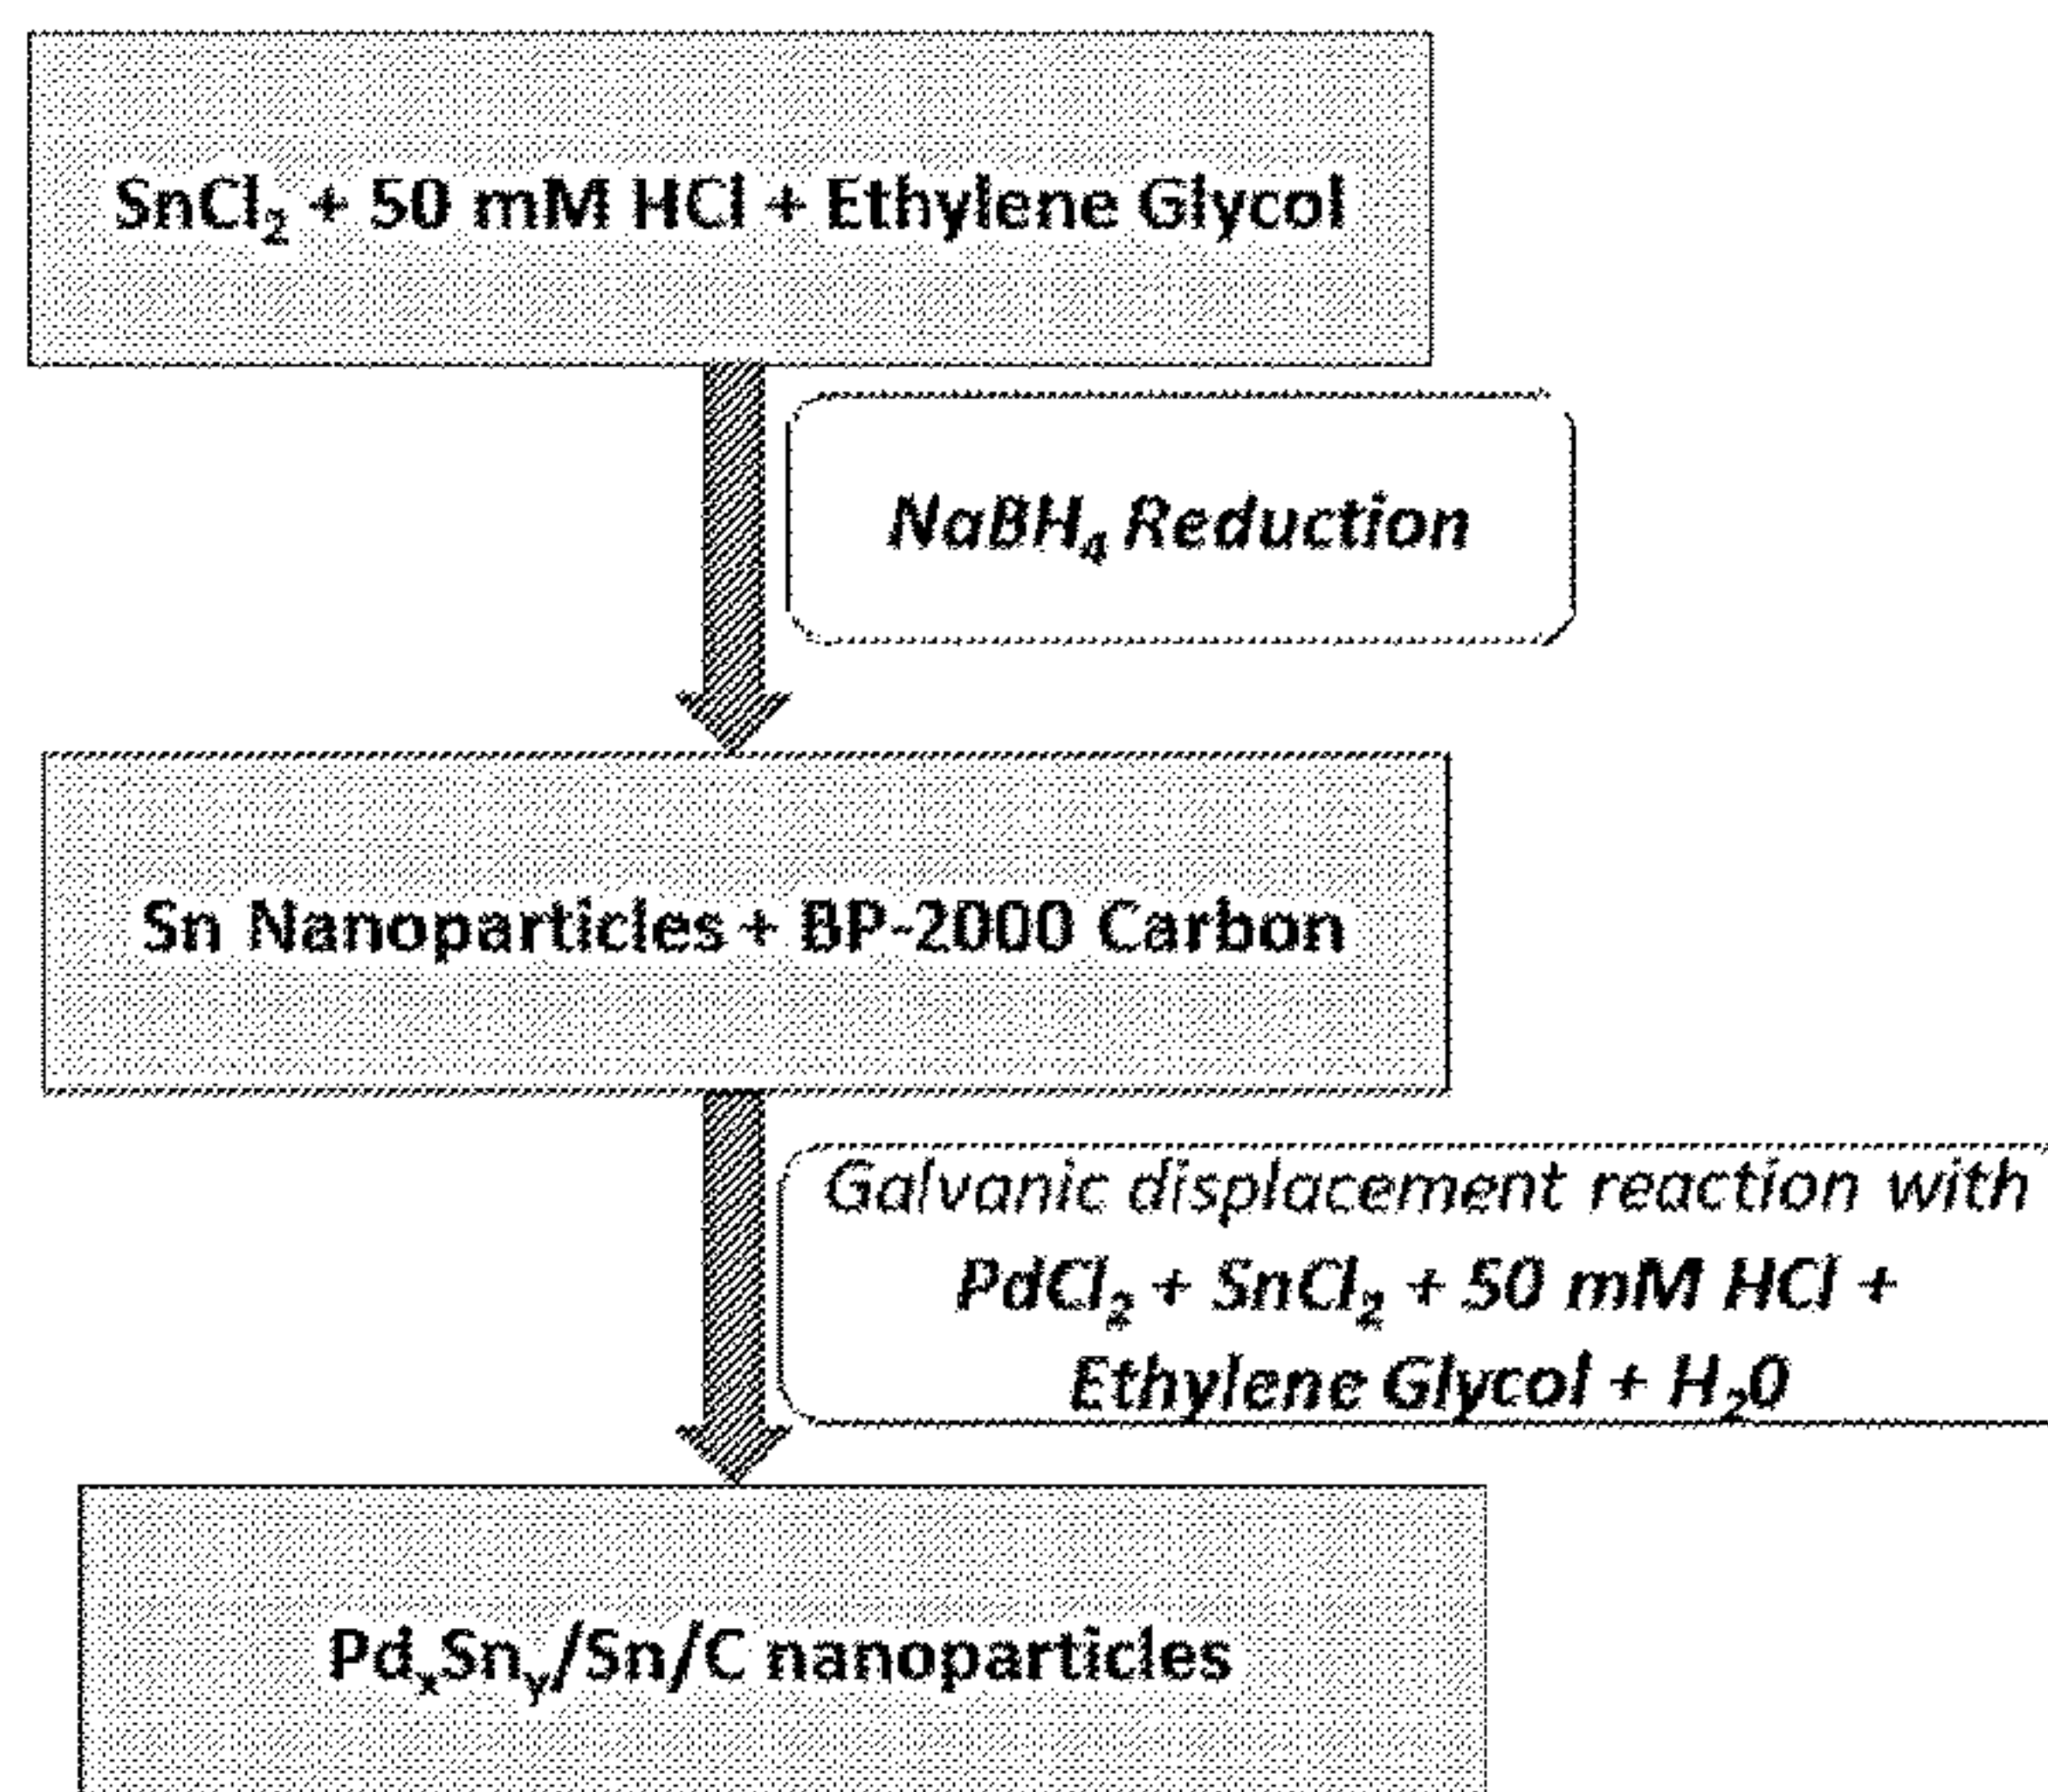 SnCl₂ + 50 mM HCl + Ethylene Glycol
NaBH₄ Reduction
Sn Nanoparticles + BP-2000 Carbon
Galvanic displacement reaction with
PdCl₂ + SnCl₂ + 50 mM HCl +
Ethylene Glycol + H₂0
PdₓSnᵧ/Sn/C nanoparticles